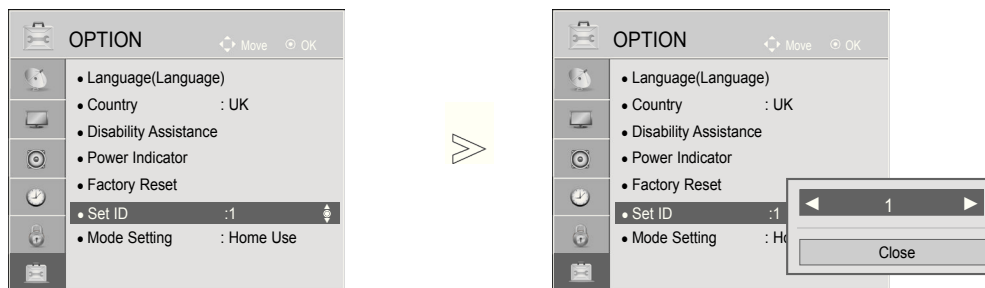 OPTION
Move OK
• Language(Language)
• Country : UK
• Disability Assistance
• Power Indicator
• Factory Reset
• Set ID :1
• Mode Setting : Home Use
OPTION
Move OK
• Language(Language)
• Country : UK
• Disability Assistance
• Power Indicator
• Factory Reset
• Set ID :1
• Mode Setting : Ho
◄ 1 ►
Close